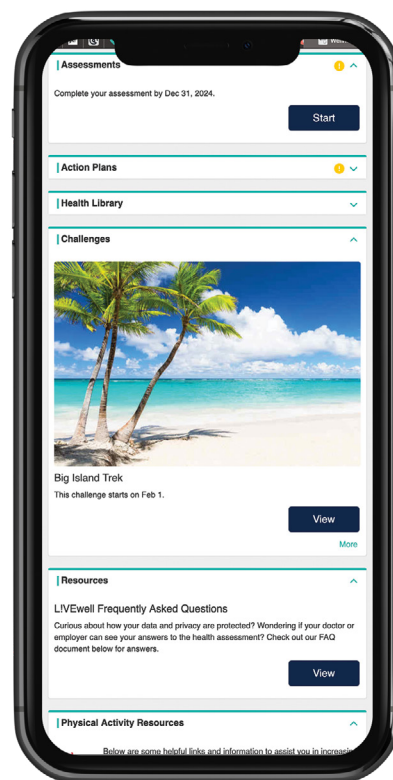 Assessments
Complete your assessment by Dec 31, 2024.
Start
Action Plans
Health Library
Challenges
Big Island Trek
This challenge starts on Feb 1.
View
More
Resources
L!VEwell Frequently Asked Questions
Curious about how your data and privacy are protected? Wondering if your doctor or
employer can see your answers to the health assessment? Check out our FAQ
document below for answers.
View
Physical Activity Resources
Below are some helpful links and information to assist you in increasing